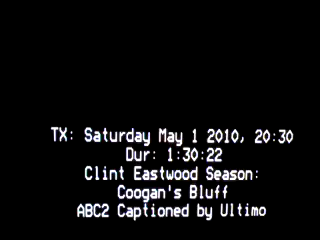 TX: Saturday May 1 2010, 20:30
Dur: 1:30:22
Clint Eastwood Season:
Coogan's Bluff
ABC2 Captioned by Ultimo